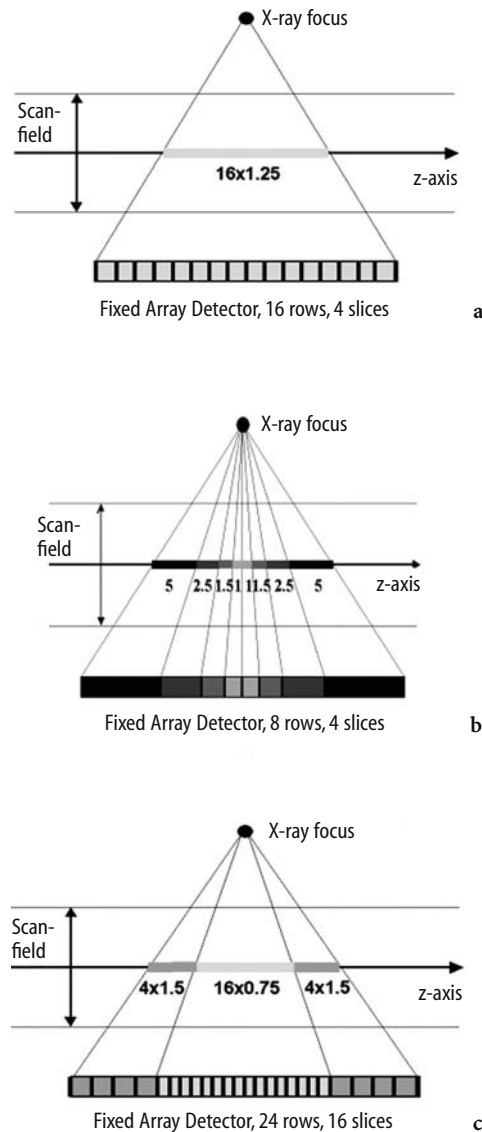 X-ray focus
Scan-
field
16x1.25
z-axis
Fixed Array Detector, 16 rows, 4 slices
a
X-ray focus
Scan-
field
5 2.5 1.5 1 1 1.5 2.5 5
z-axis
Fixed Array Detector, 8 rows, 4 slices
b
X-ray focus
Scan-
field
4x1.5 16x0.75 4x1.5
z-axis
Fixed Array Detector, 24 rows, 16 slices
c